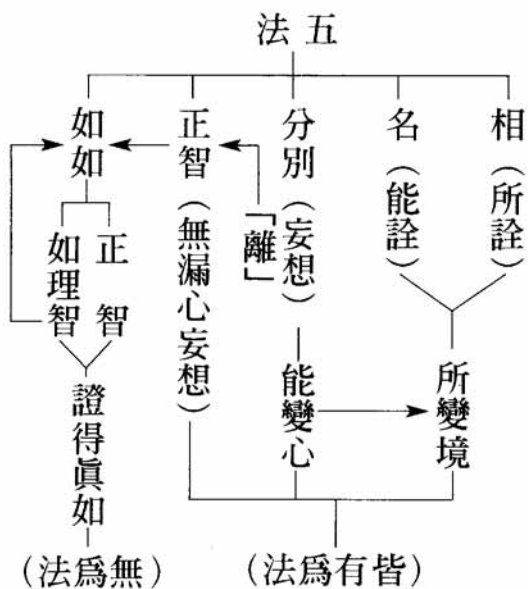 五法
相（所詮）
名（能詮）
分別（妄想）
正智（無漏心妄想）
如如
「離」
正智
如理智
所變境
能變心
證得眞如
（皆有爲法）
（無爲法）